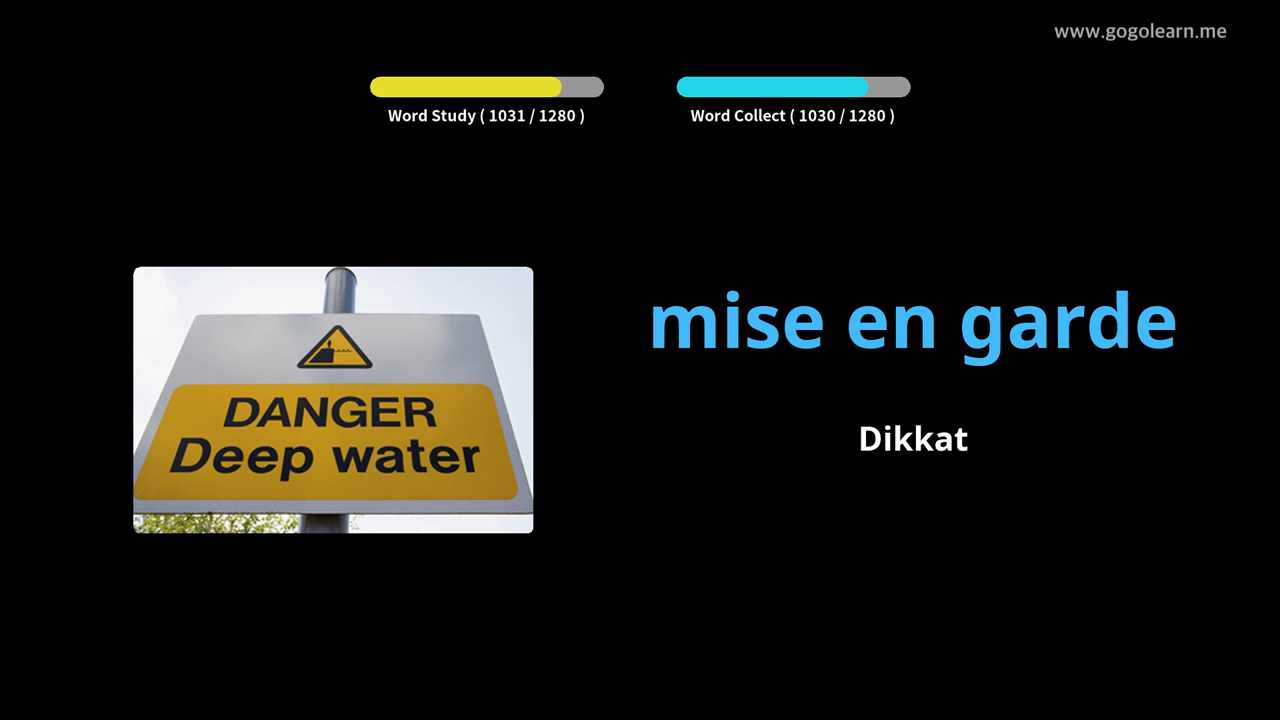 www.gogolearn.me
Word Study ( 1031 / 1280 )
Word Collect ( 1030 / 1280 )
DANGER
Deep water
mise en garde
Dikkat